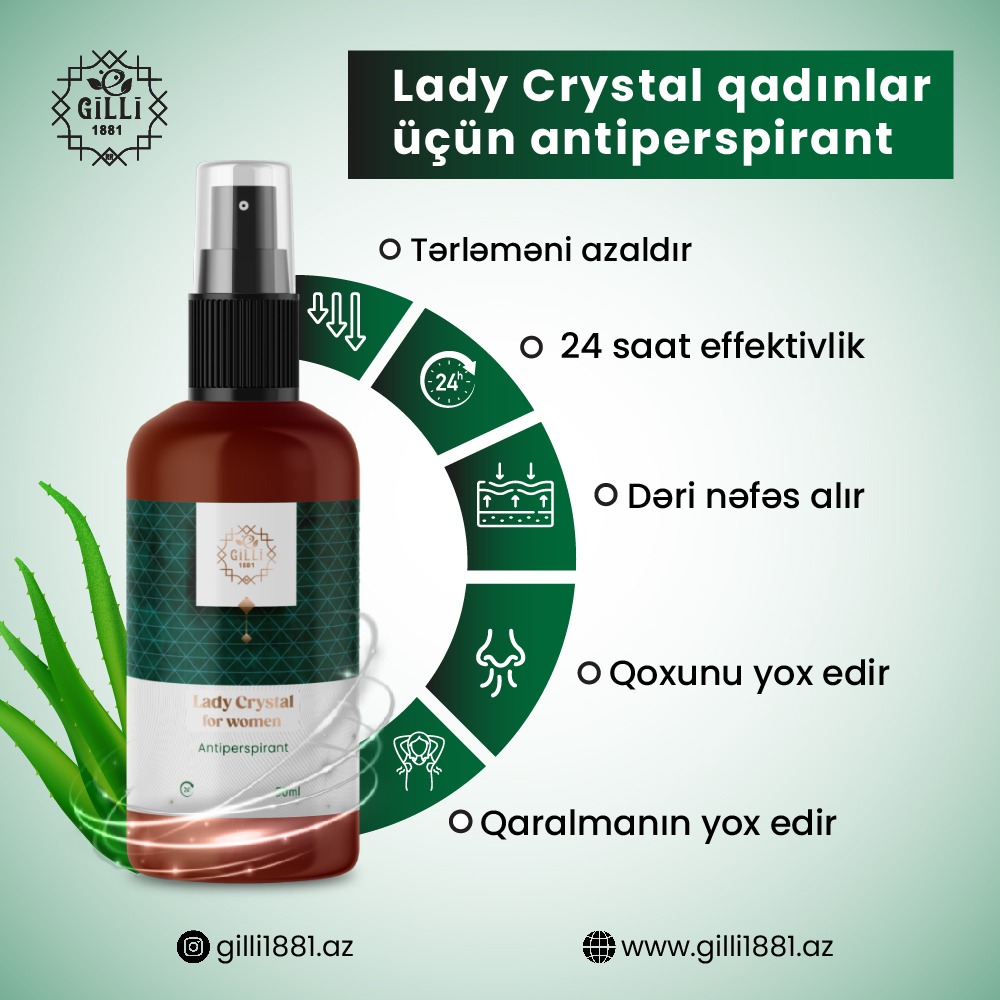 GiLLi
1881
Lady Crystal qadınlar
üçün antiperspirant
Tərləməni azaldır
24 saat effektivlik
24h
Dəri nəfəs alır
GiLLi
1881
Qoxunu yox edir
Lady Crystal
for women
Antiperspirant
Qaralmanın yox edir
gilli1881.az
www.gilli1881.az